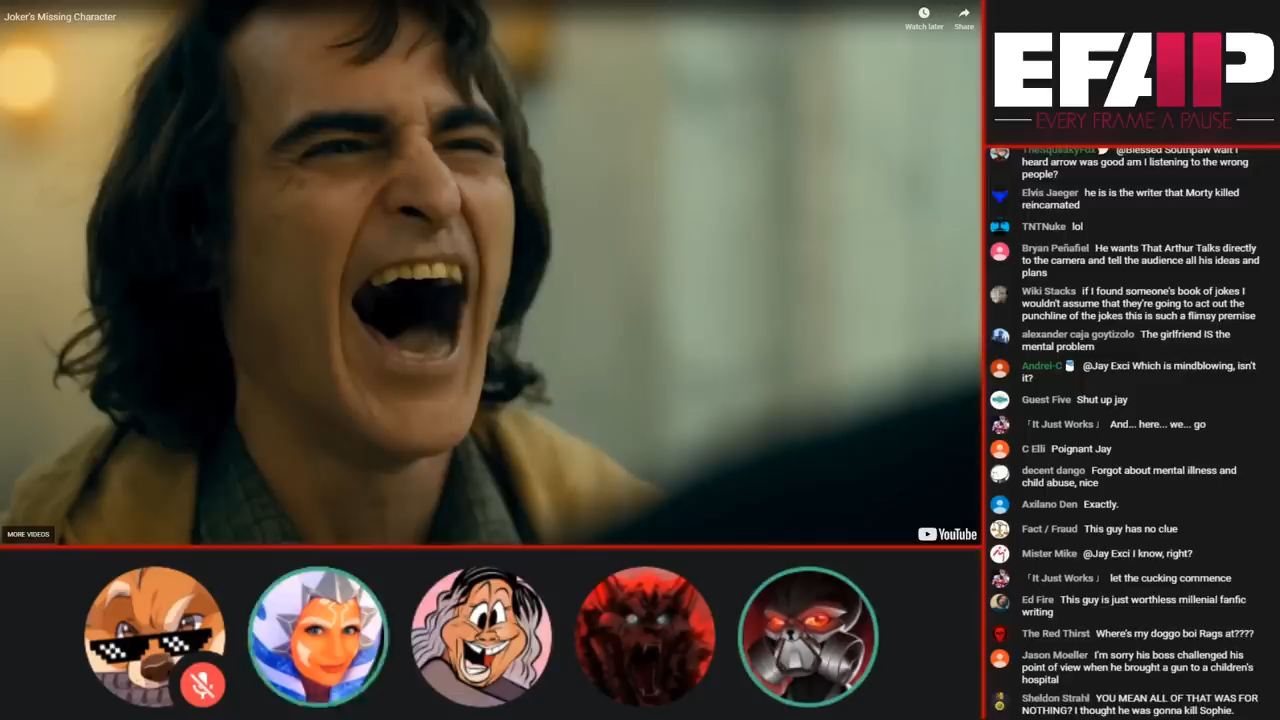 Joker's Missing Character
Watch later
Share
MORE VIDEOS
YouTube
EFAP
EVERY FRAME A PAUSE
TheSqueakyFox @Blessed Southpaw wait I
heard arrow was good am I listening to the wrong
people?
Elvis Jaeger he is is the writer that Morty killed
reincarnated
TNTNuke lol
Bryan Peñafiel He wants That Arthur Talks directly
to the camera and tell the audience all his ideas and
plans
Wiki Stacks if I found someone's book of jokes I
wouldn't assume that they're going to act out the
punchline of the jokes this is such a flimsy premise
alexander caja goytizolo The girlfriend IS the
mental problem
Andrei-C @Jay Exci Which is mindblowing, isn't
it?
Guest Five Shut up jay
「It Just Works」 And... here... we... go
C Elli Poignant Jay
decent dango Forgot about mental illness and
child abuse, nice
Axilano Den Exactly.
Fact / Fraud This guy has no clue
Mister Mike @Jay Exci I know, right?
「It Just Works」 let the cucking commence
Ed Fire This guy is just worthless millenial fanfic
writing
The Red Thirst Where's my doggo boi Rags at????
Jason Moeller I'm sorry his boss challenged his
point of view when he brought a gun to a children's
hospital
Sheldon Strahl YOU MEAN ALL OF THAT WAS FOR
NOTHING? I thought he was gonna kill Sophie.